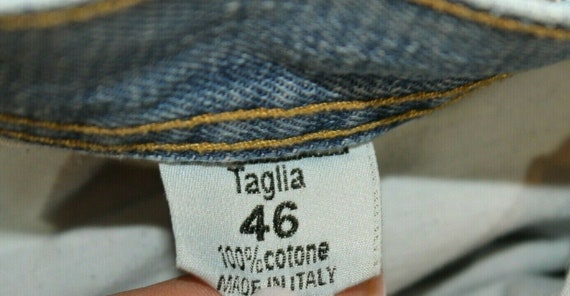 Taglia
46
100% cotone
MADE IN ITALY